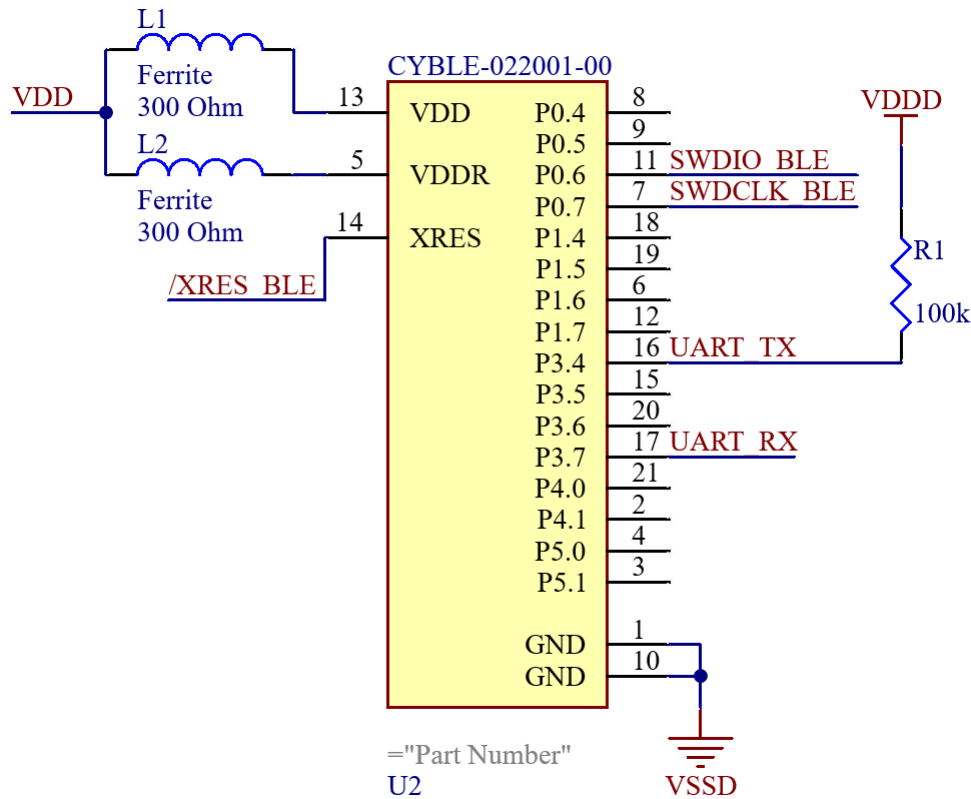 L1
Ferrite
300 Ohm
VDD
L2
Ferrite
300 Ohm
/XRES_BLE
CYBLE-022001-00
13 VDD
5 VDDR
14 XRES
P0.4 8
P0.5 9
P0.6 11 SWDIO_BLE
P0.7 7 SWDCLK_BLE
P1.4 18
P1.5 19
P1.6 6
P1.7 12
P3.4 16 UART_TX
P3.5 15
P3.6 20
P3.7 17 UART_RX
P4.0 21
P4.1 2
P5.0 4
P5.1 3
GND 1
GND 10
VDDD
R1
100k
VSSD
="Part Number"
U2